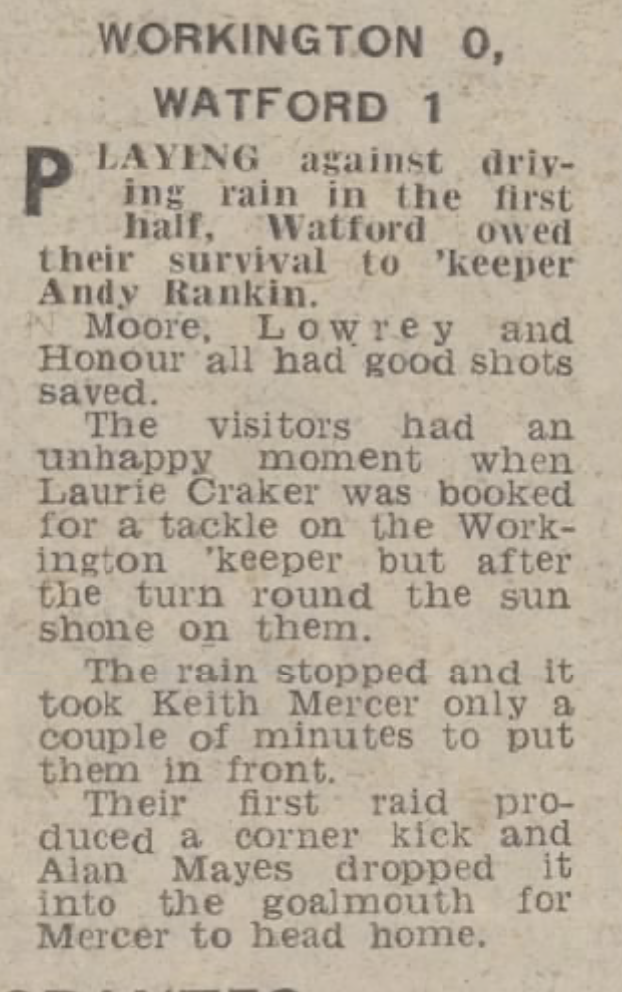 WORKINGTON 0,
WATFORD 1
PLAYING against driv-
ing rain in the first
half, Watford owed
their survival to 'keeper
Andy Rankin.
Moore, Lowrey and
Honour all had good shots
saved.
The visitors had an
unhappy moment when
Laurie Craker was booked
for a tackle on the Work-
ington 'keeper but after
the turn round the sun
shone on them.
The rain stopped and it
took Keith Mercer only a
couple of minutes to put
them in front.
Their first raid pro-
duced a corner kick and
Alan Mayes dropped it
into the goalmouth for
Mercer to head home.